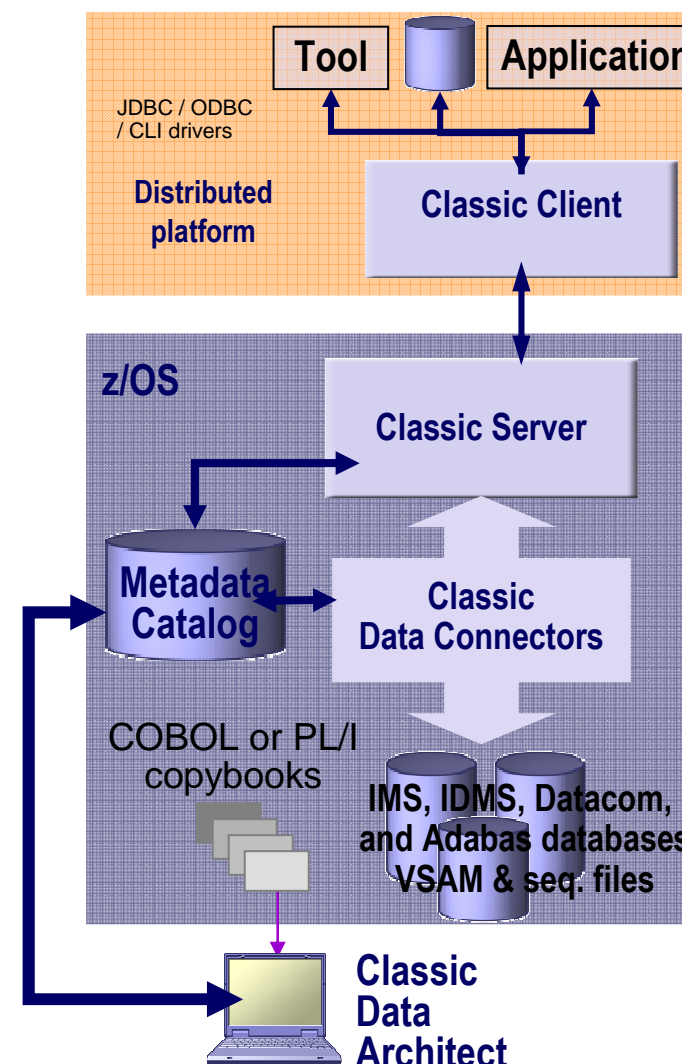 Tool
Application
JDBC / ODBC
/ CLI drivers
Distributed
platform
Classic Client
z/OS
Classic Server
Metadata
Catalog
Classic
Data Connectors
COBOL or PL/I
copybooks
IMS, IDMS, Datacom,
and Adabas databases
VSAM & seq. files
Classic
Data
Architect